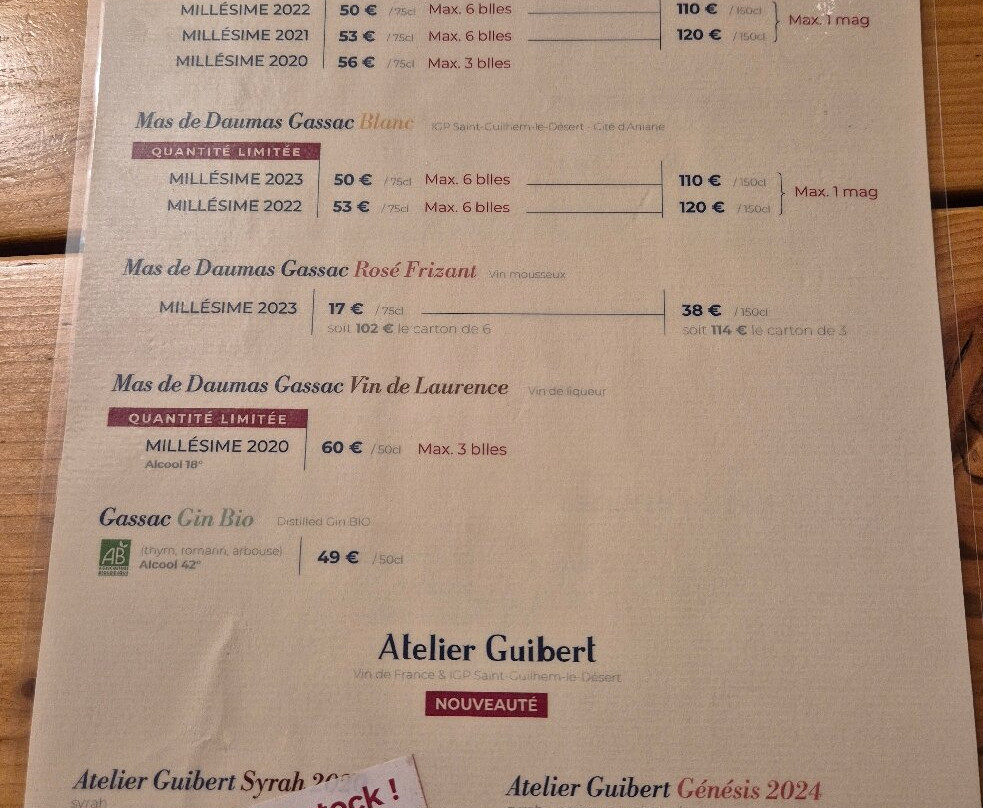 MILLÉSIME 2022 50 € /75cl Max. 6 blles 110 € /150cl Max. 1 mag
MILLÉSIME 2021 53 € /75cl Max. 6 blles 120 € /150cl
MILLÉSIME 2020 56 € /75cl Max. 3 blles
Mas de Daumas Gassac Blanc IGP Saint-Guilhem-le-Désert - Cité d'Aniane
QUANTITÉ LIMITÉE
MILLÉSIME 2023 50 € /75cl Max. 6 blles 110 € /150cl Max. 1 mag
MILLÉSIME 2022 53 € /75cl Max. 6 blles 120 € /150cl
Mas de Daumas Gassac Rosé Frizant Vin mousseux
MILLÉSIME 2023 17 € /75cl 38 € /150cl
soit 102 € le carton de 6 soit 114 € le carton de 3
Mas de Daumas Gassac Vin de Laurence Vin de liqueur
QUANTITÉ LIMITÉE
MILLÉSIME 2020 60 € /50cl Max. 3 blles
Alcool 18°
Gassac Gin Bio Distilled Gin BIO
AB (thym, romarin, arbouse) 49 € /50cl
Alcool 42°
Atelier Guibert
Vin de France & IGP Saint-Guilhem-le-Désert
NOUVEAUTÉ
Atelier Guibert Syrah Atelier Guibert Génésis 2024
syrah